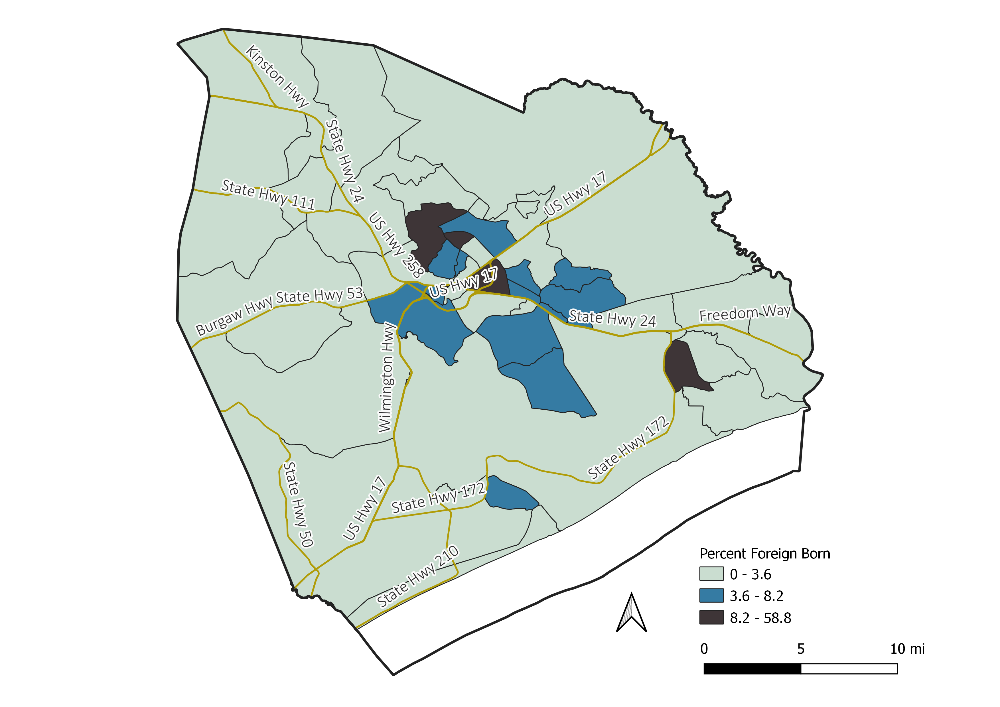 Kinston Hwy
State Hwy 24
State Hwy 111
US Hwy 17
US Hwy 258
US Hwy 17
Burgaw Hwy State Hwy 53
State Hwy 24
Freedom Way
Wilmington Hwy
State Hwy 172
State Hwy 50
US Hwy 17
State Hwy 172
State Hwy 210
Percent Foreign Born
0 - 3.6
3.6 - 8.2
8.2 - 58.8
0 5 10 mi